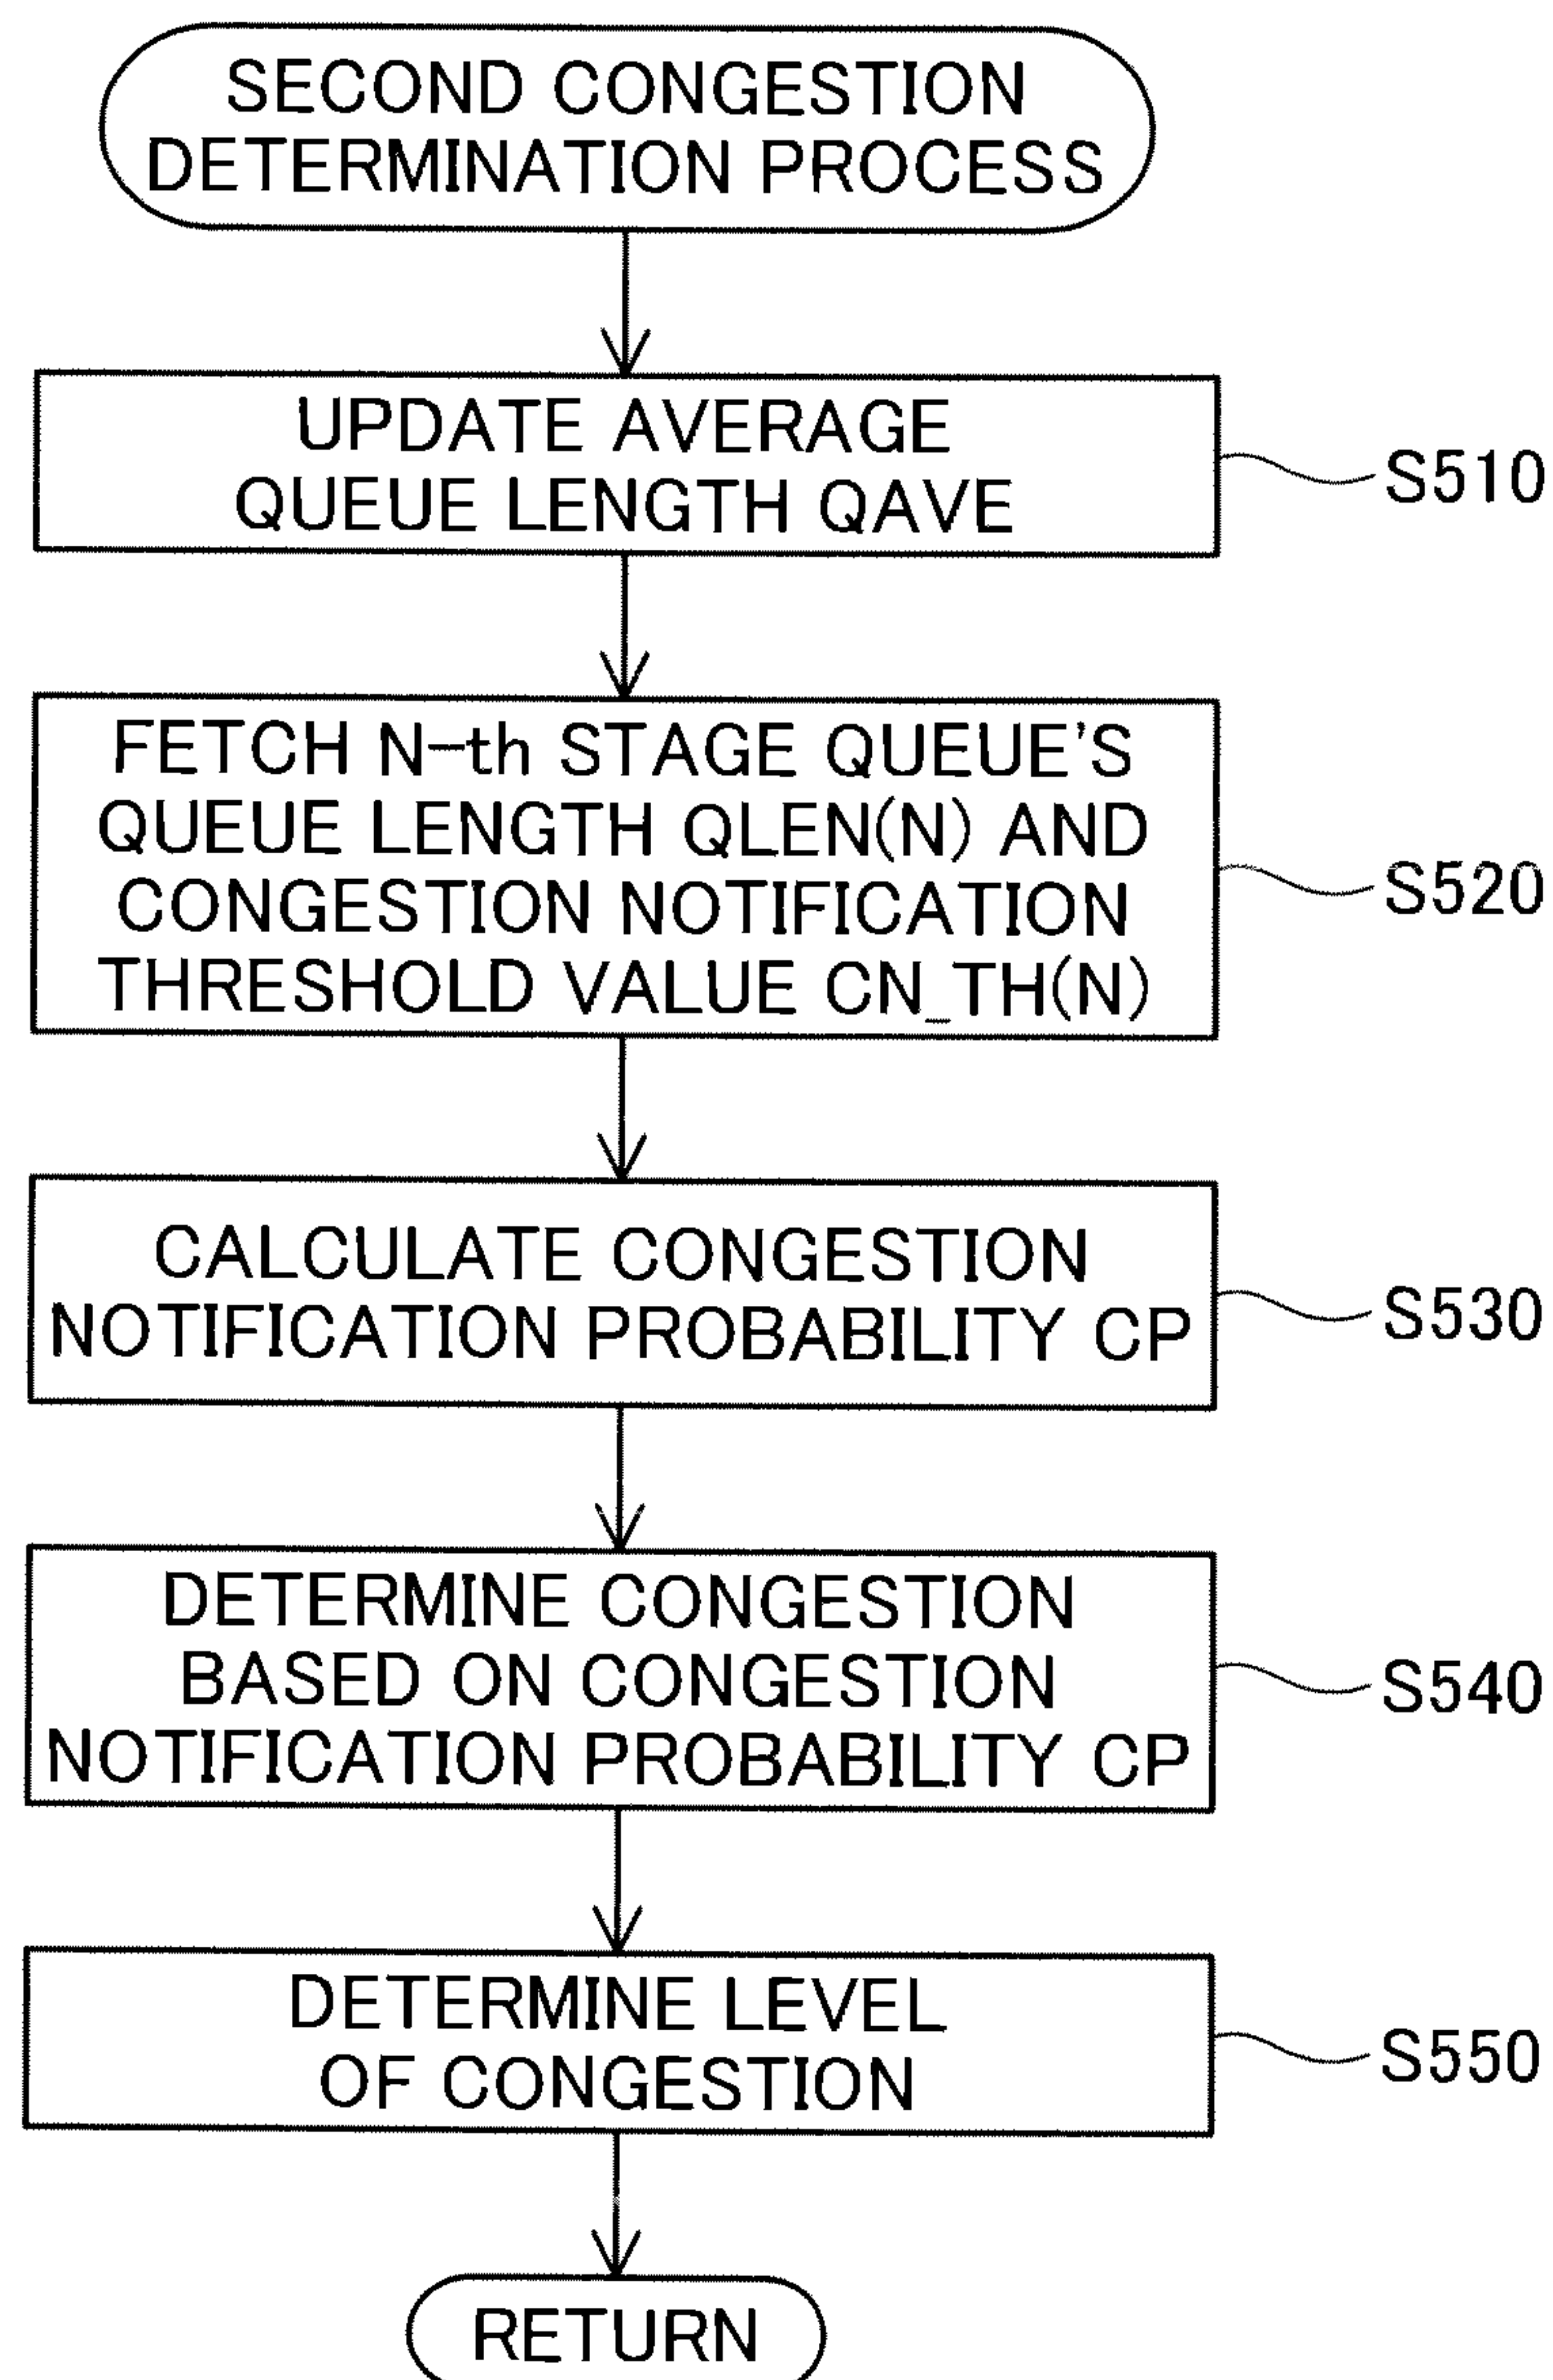 SECOND CONGESTION
DETERMINATION PROCESS
UPDATE AVERAGE
QUEUE LENGTH QAVE
S510
FETCH N-th STAGE QUEUE'S
QUEUE LENGTH QLEN(N) AND
CONGESTION NOTIFICATION
THRESHOLD VALUE CN_TH(N)
S520
CALCULATE CONGESTION
NOTIFICATION PROBABILITY CP
S530
DETERMINE CONGESTION
BASED ON CONGESTION
NOTIFICATION PROBABILITY CP
S540
DETERMINE LEVEL
OF CONGESTION
S550
RETURN